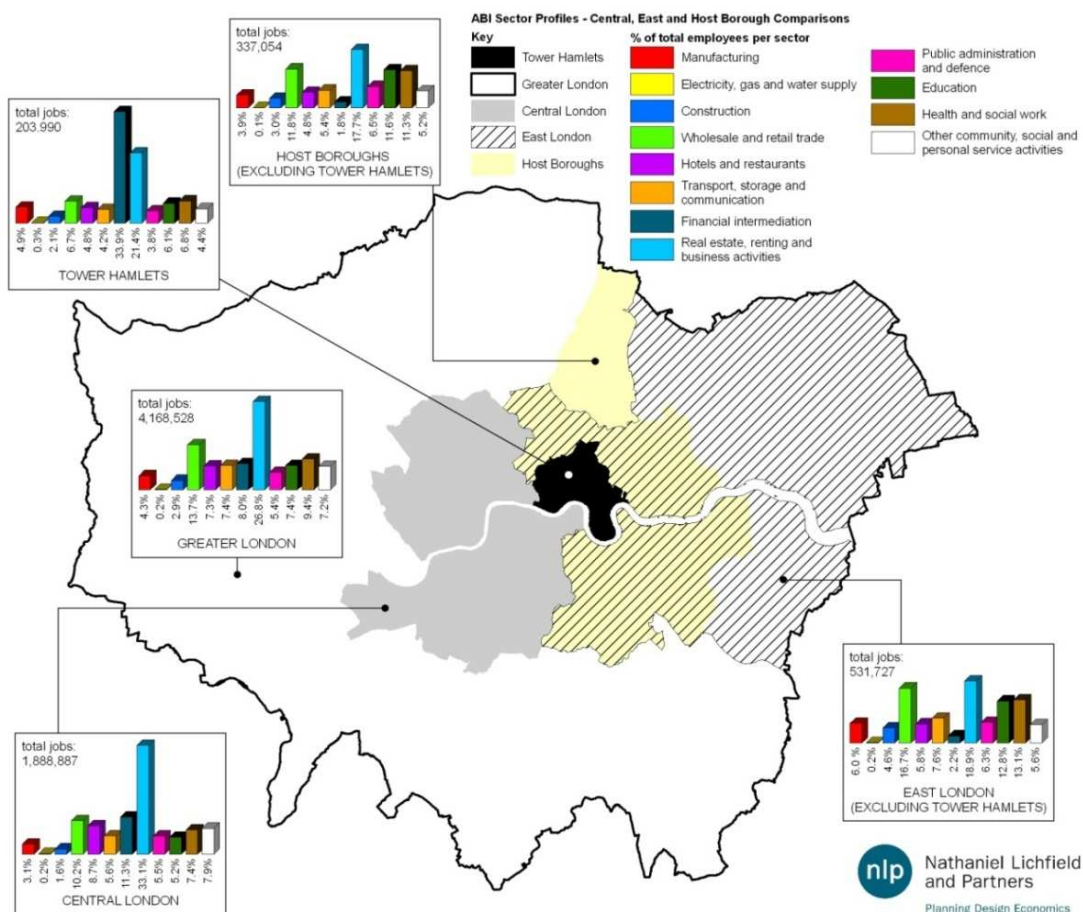 ABI Sector Profiles - Central, East and Host Borough Comparisons
Key
Tower Hamlets
Greater London
Central London
East London
Host Boroughs
% of total employees per sector
Manufacturing
Electricity, gas and water supply
Construction
Wholesale and retail trade
Hotels and restaurants
Transport, storage and
communication
Financial intermediation
Real estate, renting and
business activities
Public administration
and defence
Education
Health and social work
Other community, social and
personal service activities
total jobs:
337,054
3.9% 0.1% 3.0% 11.8% 4.8% 5.4% 1.8% 17.7% 6.5% 11.6% 11.3% 5.2%
HOST BOROUGHS
(EXCLUDING TOWER HAMLETS)
total jobs:
203.990
4.9% 0.3% 2.1% 6.7% 4.8% 4.2% 33.9% 21.4% 3.8% 6.1% 6.8% 4.4%
TOWER HAMLETS
total jobs:
4,168,528
4.3% 0.2% 2.9% 13.7% 7.3% 7.4% 8.0% 26.8% 5.4% 7.4% 9.4% 7.2%
GREATER LONDON
total jobs:
1,888,887
3.1% 0.2% 1.6% 10.2% 8.7% 5.6% 11.3% 33.1% 5.5% 5.2% 7.4% 7.9%
CENTRAL LONDON
total jobs:
531,727
6.0 % 0.2% 4.6% 16.7% 5.8% 7.6% 2.2% 18.9% 6.3% 12.8% 13.1% 5.6%
EAST LONDON
(EXCLUDING TOWER HAMLETS)
nlp
Nathaniel Lichfield
and Partners
Planning Design Economics